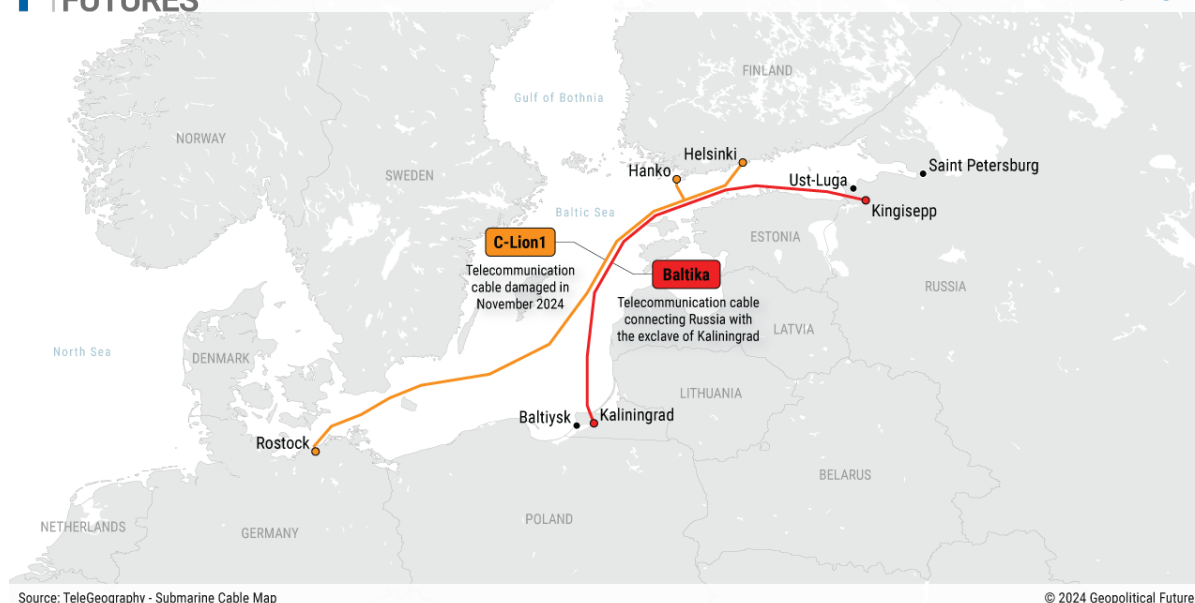 FUTURES
FINLAND
Gulf of Bothnia
NORWAY
Helsinki
Saint Petersburg
Hanko
SWEDEN
Ust-Luga
Baltic Sea
Kingisepp
C-Lion1
ESTONIA
Telecommunication
cable damaged in
November 2024
Baltika
RUSSIA
Telecommunication cable
connecting Russia with
the exclave of Kaliningrad
LATVIA
North Sea
DENMARK
LITHUANIA
Baltiysk
Kaliningrad
Rostock
BELARUS
NETHERLANDS
GERMANY
POLAND
Source: TeleGeography - Submarine Cable Map
© 2024 Geopolitical Future